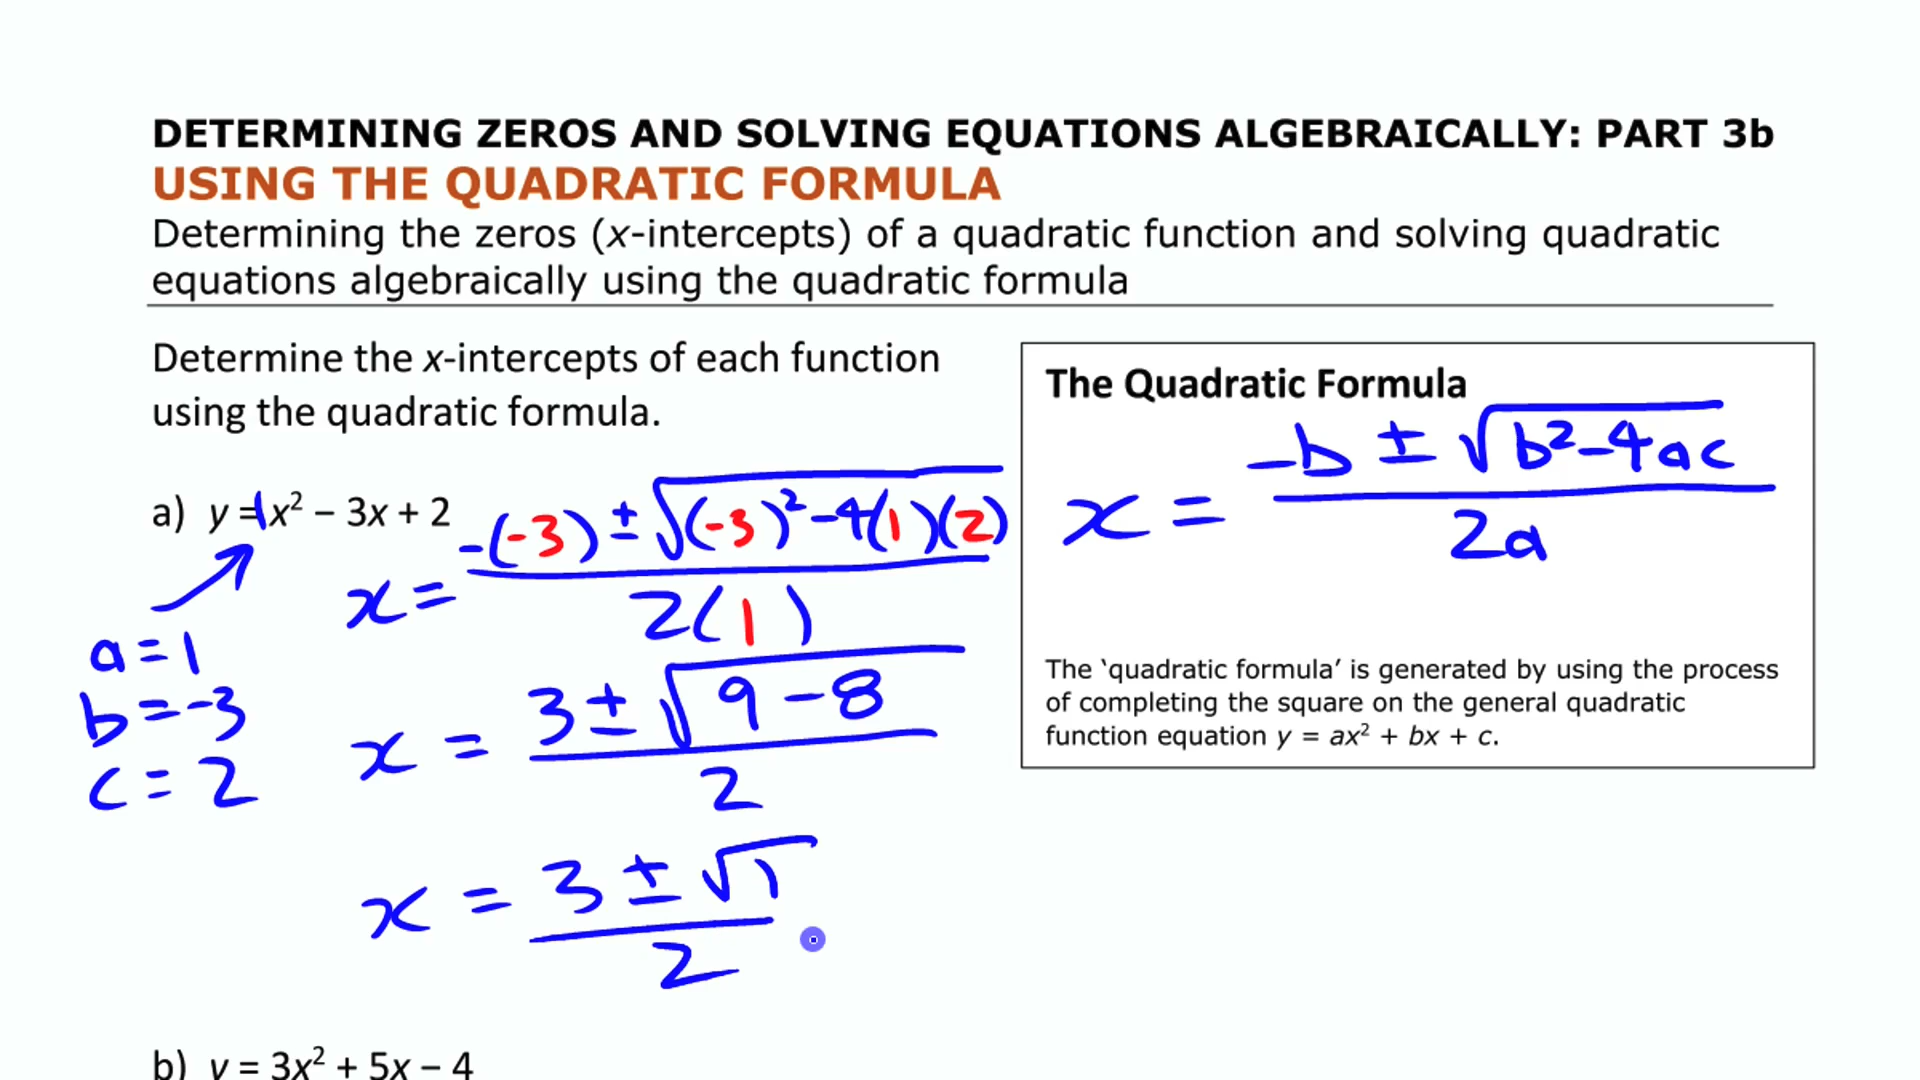 DETERMINING ZEROS AND SOLVING EQUATIONS ALGEBRAICALLY: PART 3b
USING THE QUADRATIC FORMULA
Determining the zeros (x-intercepts) of a quadratic function and solving quadratic
equations algebraically using the quadratic formula
Determine the x-intercepts of each function
using the quadratic formula.
a) y = 1x² − 3x + 2
a = 1
b = -3
c = 2
x = -(-3) ± √(-3)² - 4(1)(2)
2(1)
x = 3 ± √9 - 8
2
x = 3 ± √1
2
b) y = 3x² + 5x − 4
The Quadratic Formula
x = -b ± √b² - 4ac
2a
The ‘quadratic formula’ is generated by using the process
of completing the square on the general quadratic
function equation y = ax² + bx + c.